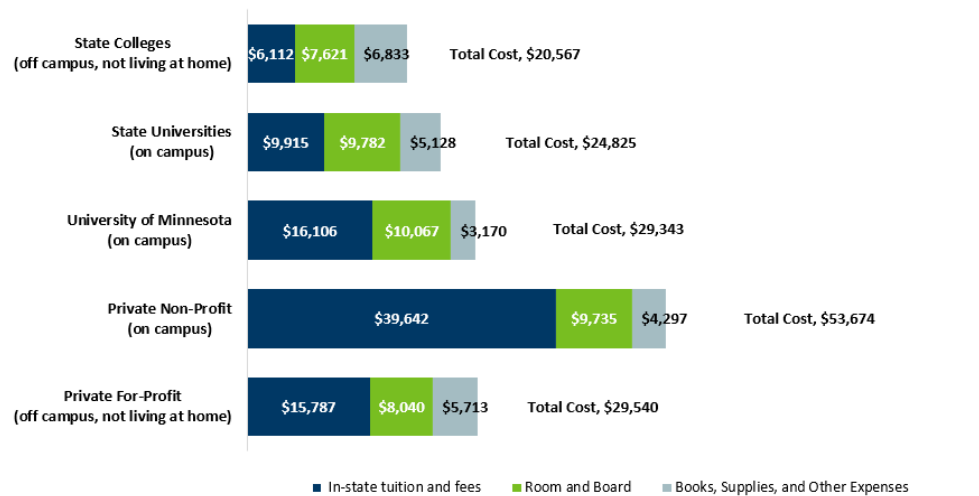 State Colleges
(off campus, not living at home)
$6,112 $7,621 $6,833 Total Cost, $20,567
State Universities
(on campus)
$9,915 $9,782 $5,128 Total Cost, $24,825
University of Minnesota
(on campus)
$16,106 $10,067 $3,170 Total Cost, $29,343
Private Non-Profit
(on campus)
$39,642 $9,735 $4,297 Total Cost, $53,674
Private For-Profit
(off campus, not living at home)
$15,787 $8,040 $5,713 Total Cost, $29,540
In-state tuition and fees Room and Board Books, Supplies, and Other Expenses